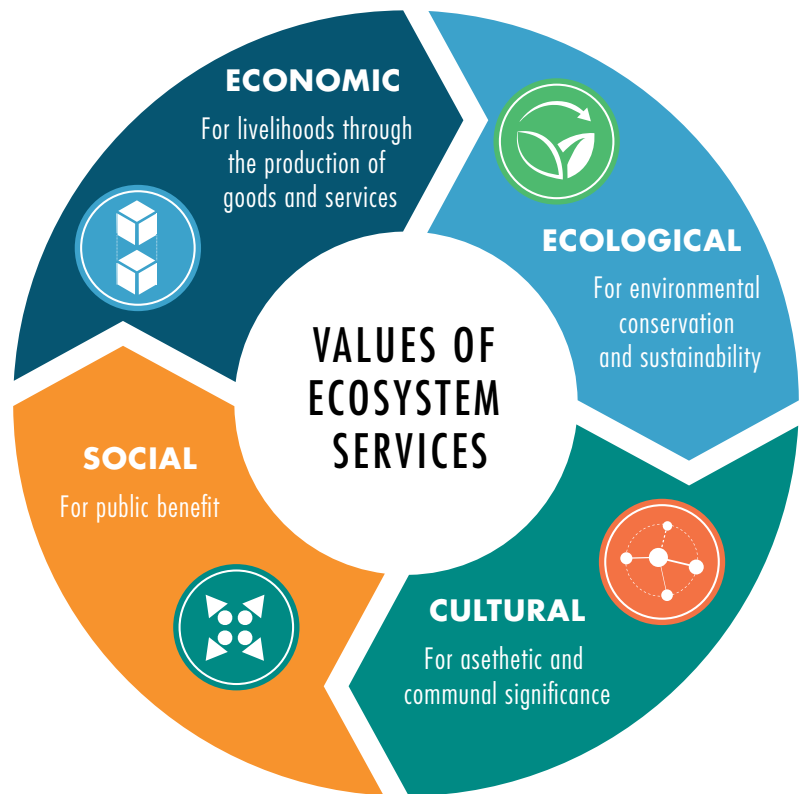 ECONOMIC
For livelihoods through
the production of
goods and services
ECOLOGICAL
For environmental
conservation
and sustainability
VALUES OF
ECOSYSTEM
SERVICES
SOCIAL
For public benefit
CULTURAL
For asethetic and
communal significance